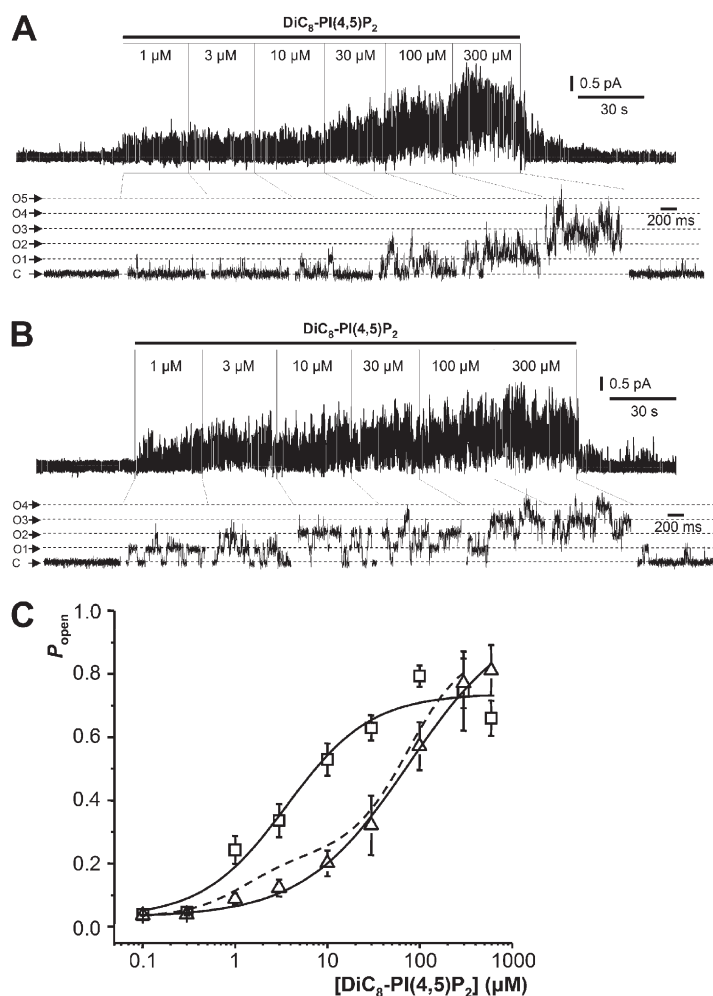 A
DiC₈-PI(4,5)P₂
1 µM 3 µM 10 µM 30 µM 100 µM 300 µM
0.5 pA
30 s
O5
O4
O3
O2
O1
C
200 ms
B
DiC₈-PI(4,5)P₂
1 µM 3 µM 10 µM 30 µM 100 µM 300 µM
0.5 pA
30 s
O4
O3
O2
O1
C
200 ms
C
1.0
0.8
0.6
0.4
0.2
0.0
Popen
0.1 1 10 100 1000
[DiC₈-PI(4,5)P₂] (µM)